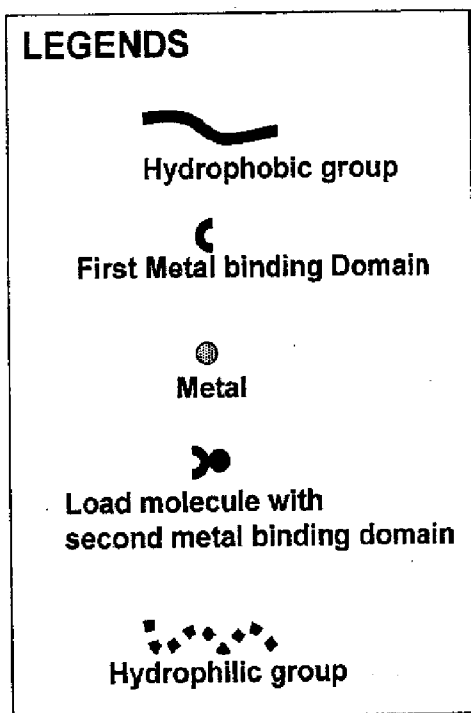 LEGENDS
Hydrophobic group
First Metal binding Domain
Metal
Load molecule with
second metal binding domain
Hydrophilic group